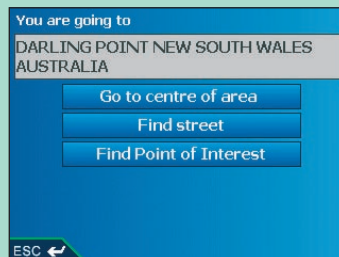 You are going to
DARLING POINT NEW SOUTH WALES
AUSTRALIA
Go to centre of area
Find street
Find Point of Interest
ESC